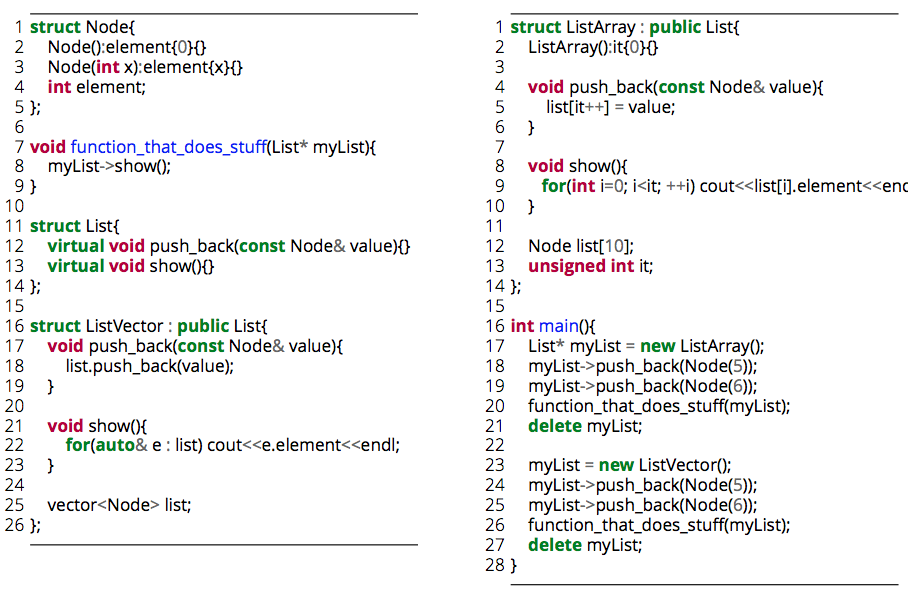 1 struct Node{
2 Node():element{0}{}
3 Node(int x):element{x}{}
4 int element;
5 };
6
7 void function_that_does_stuff(List* myList){
8 myList->show();
9 }
10
11 struct List{
12 virtual void push_back(const Node& value){}
13 virtual void show(){}
14 };
15
16 struct ListVector : public List{
17 void push_back(const Node& value){
18 list.push_back(value);
19 }
20
21 void show(){
22 for(auto& e : list) cout<<e.element<<endl;
23 }
24
25 vector<Node> list;
26 };
1 struct ListArray : public List{
2 ListArray():it{0}{}
3
4 void push_back(const Node& value){
5 list[it++] = value;
6 }
7
8 void show(){
9 for(int i=0; i<it; ++i) cout<<list[i].element<<end
10 }
11
12 Node list[10];
13 unsigned int it;
14 };
15
16 int main(){
17 List* myList = new ListArray();
18 myList->push_back(Node(5));
19 myList->push_back(Node(6));
20 function_that_does_stuff(myList);
21 delete myList;
22
23 myList = new ListVector();
24 myList->push_back(Node(5));
25 myList->push_back(Node(6));
26 function_that_does_stuff(myList);
27 delete myList;
28 }